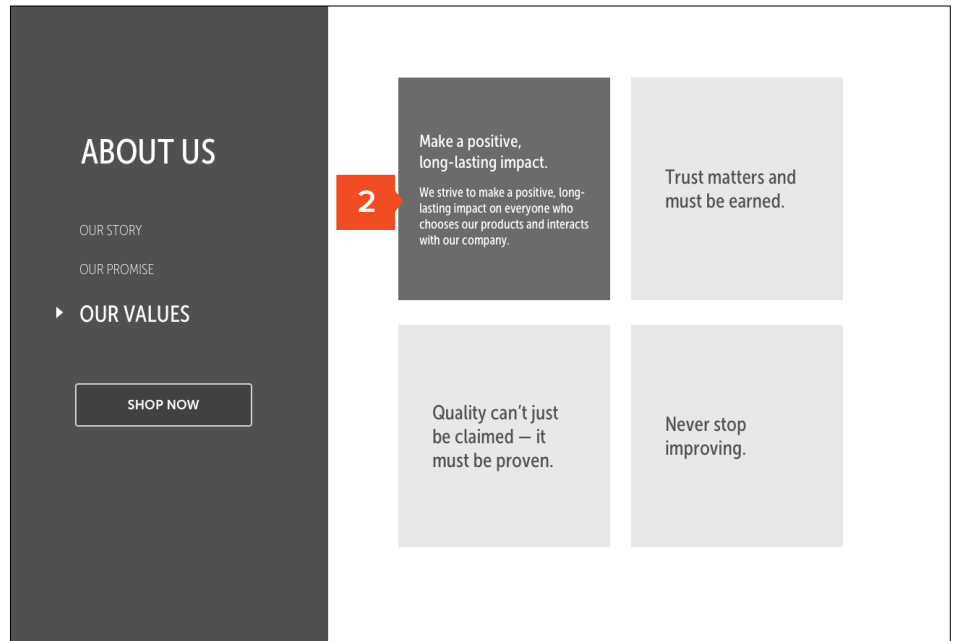 ABOUT US
OUR STORY
OUR PROMISE
OUR VALUES
SHOP NOW
2
Make a positive,
long-lasting impact.
We strive to make a positive, long-
lasting impact on everyone who
chooses our products and interacts
with our company.
Trust matters and
must be earned.
Quality can’t just
be claimed — it
must be proven.
Never stop
improving.